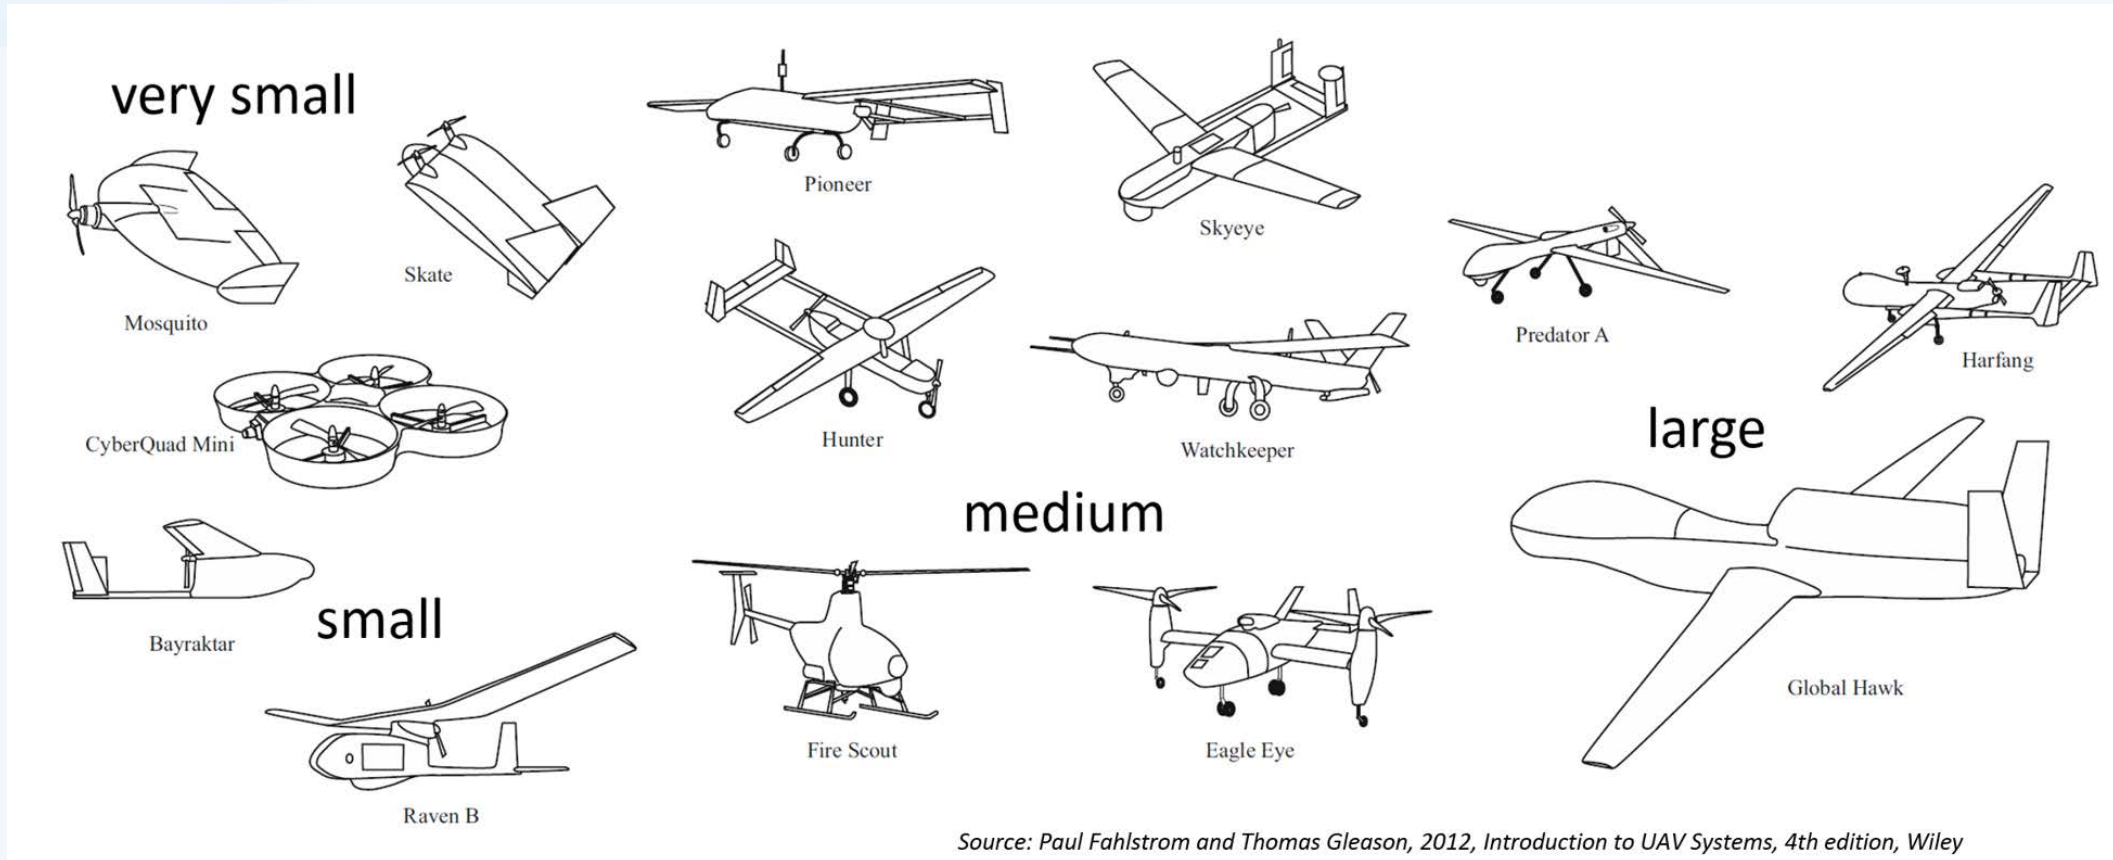 very small
Mosquito
Skate
CyberQuad Mini
Bayraktar
small
Raven B
Pioneer
Skyeye
Hunter
Watchkeeper
medium
Fire Scout
Eagle Eye
Predator A
Harfang
large
Global Hawk
Source: Paul Fahlstrom and Thomas Gleason, 2012, Introduction to UAV Systems, 4th edition, Wiley